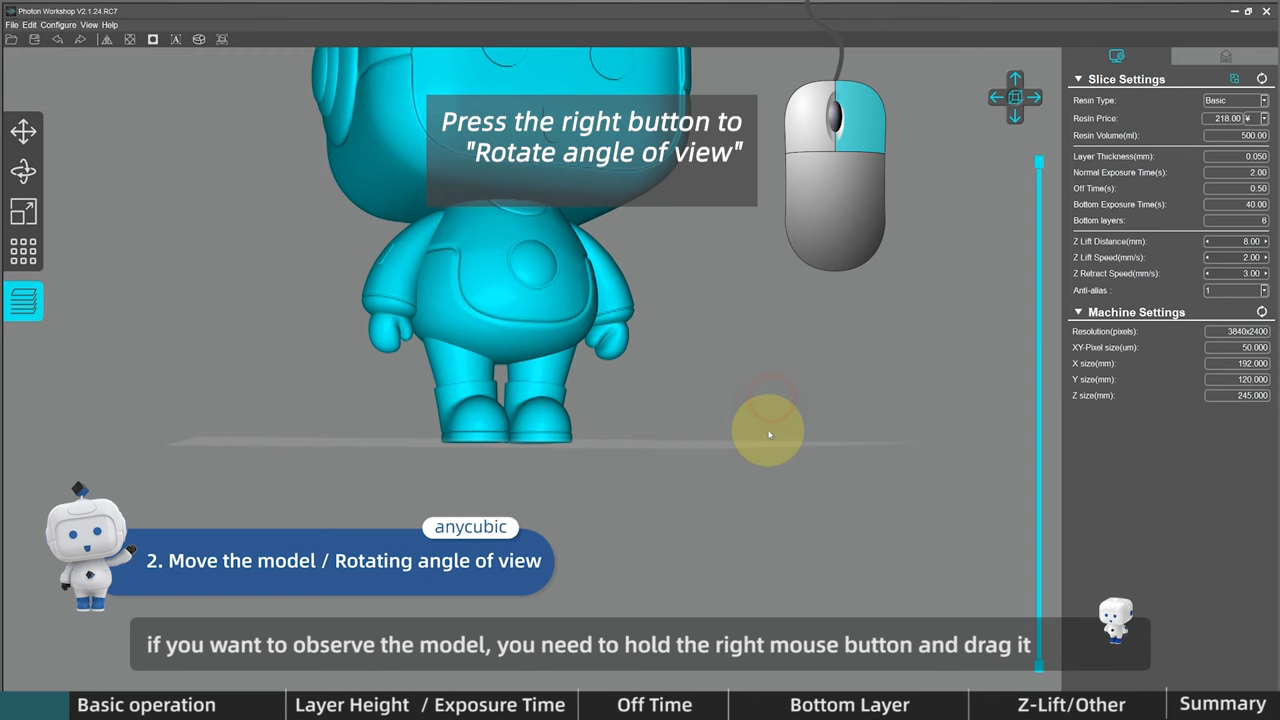 Photon Workshop V2.1.24.RC7
File Edit Configure View Help
Press the right button to
"Rotate angle of view"
Slice Settings
Resin Type: Basic
Resin Price: 218.00 ¥
Resin Volume(ml): 500.00
Layer Thickness(mm): 0.050
Normal Exposure Time(s): 2.00
Off Time(s): 0.50
Bottom Exposure Time(s): 40.00
Bottom layers: 6
Z Lift Distance(mm): 8.00
Z Lift Speed(mm/s): 2.00
Z Retract Speed(mm/s): 3.00
Anti-alias : 1
Machine Settings
Resolution(pixels): 3840x2400
XY-Pixel size(um): 50.000
X size(mm): 192.000
Y size(mm): 120.000
Z size(mm): 245.000
anycubic
2. Move the model / Rotating angle of view
if you want to observe the model, you need to hold the right mouse button and drag it
Basic operation Layer Height / Exposure Time Off Time Bottom Layer Z-Lift/Other Summary